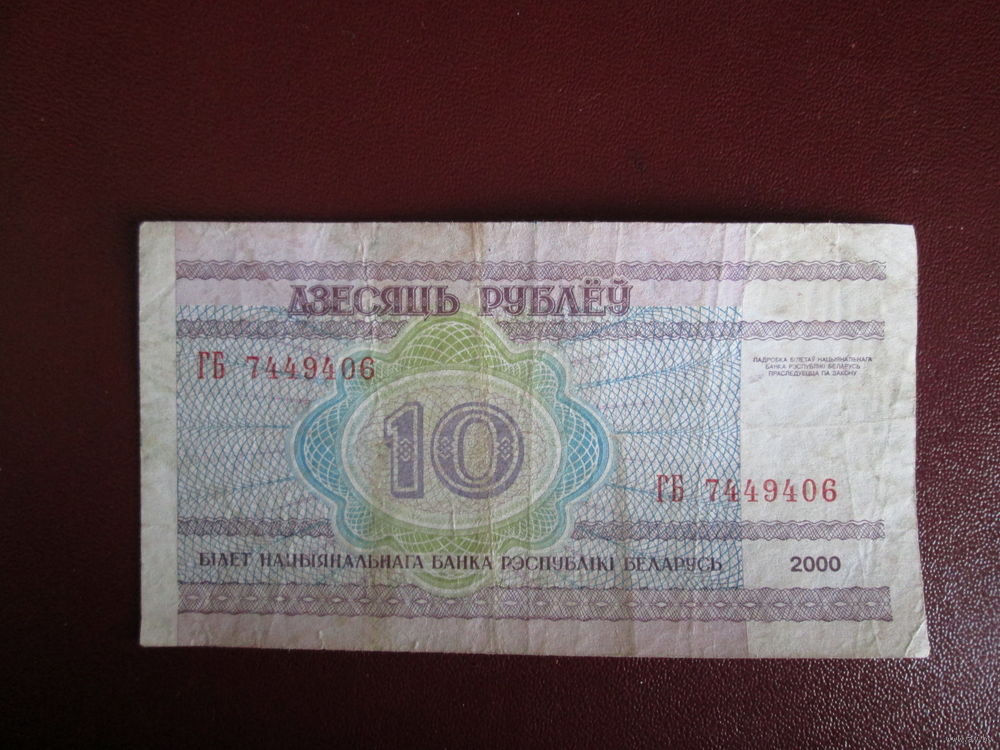 ДЗЕСЯЦЬ РУБЛЁЎ
ГБ 7449406
ПАДРОБКА БІЛЕТАЎ НАЦЫЯНАЛЬНАГА
БАНКА РЭСПУБЛІКІ БЕЛАРУСЬ
ПРАСЛЕДУЕЦЦА ПА ЗАКОНУ
10
ГБ 7449406
БІЛЕТ НАЦЫЯНАЛЬНАГА БАНКА РЭСПУБЛІКІ БЕЛАРУСЬ
2000